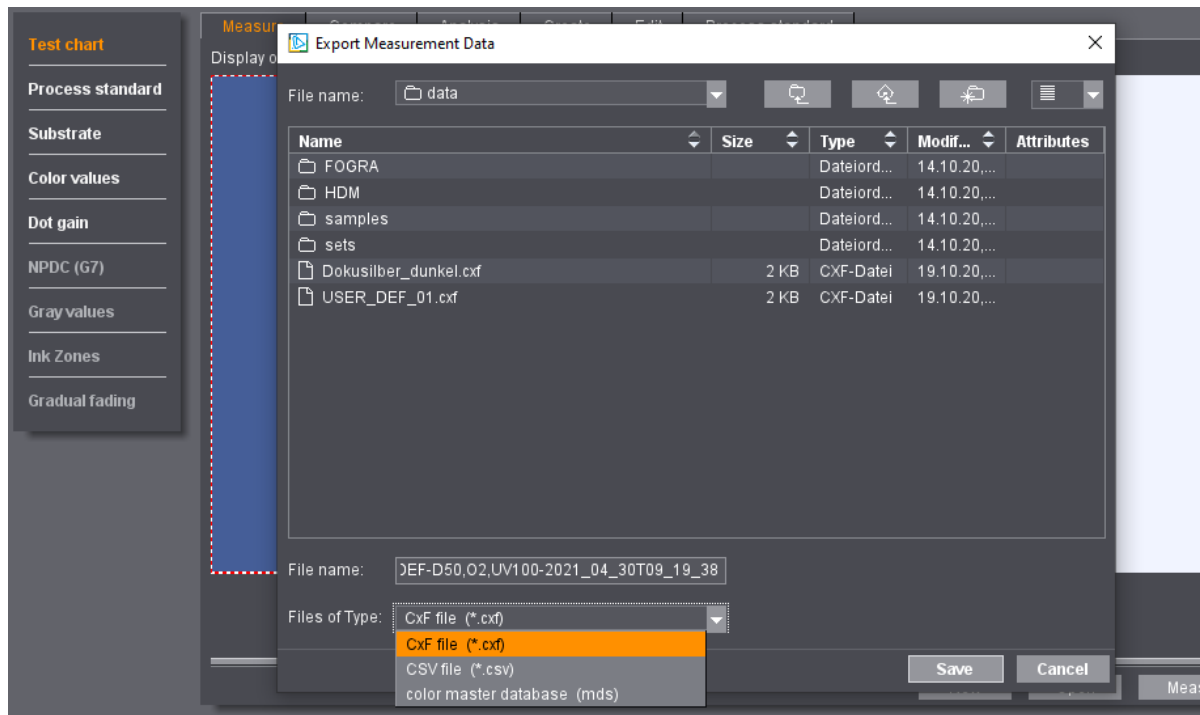 Test chart
Process standard
Substrate
Color values
Dot gain
NPDC (G7)
Gray values
Ink Zones
Gradual fading
Export Measurement Data
File name: data
Name Size Type Modif... Attributes
FOGRA Dateiord... 14.10.20,...
HDM Dateiord... 14.10.20,...
samples Dateiord... 14.10.20,...
sets Dateiord... 14.10.20,...
Dokusilber_dunkel.cxf 2 KB CXF-Datei 19.10.20,...
USER_DEF_01.cxf 2 KB CXF-Datei 19.10.20,...
File name: DEF-D50,O2,UV100-2021_04_30T09_19_38
Files of Type: CxF file (*.cxf)
CxF file (*.cxf)
CSV file (*.csv)
color master database (mds)
Save Cancel